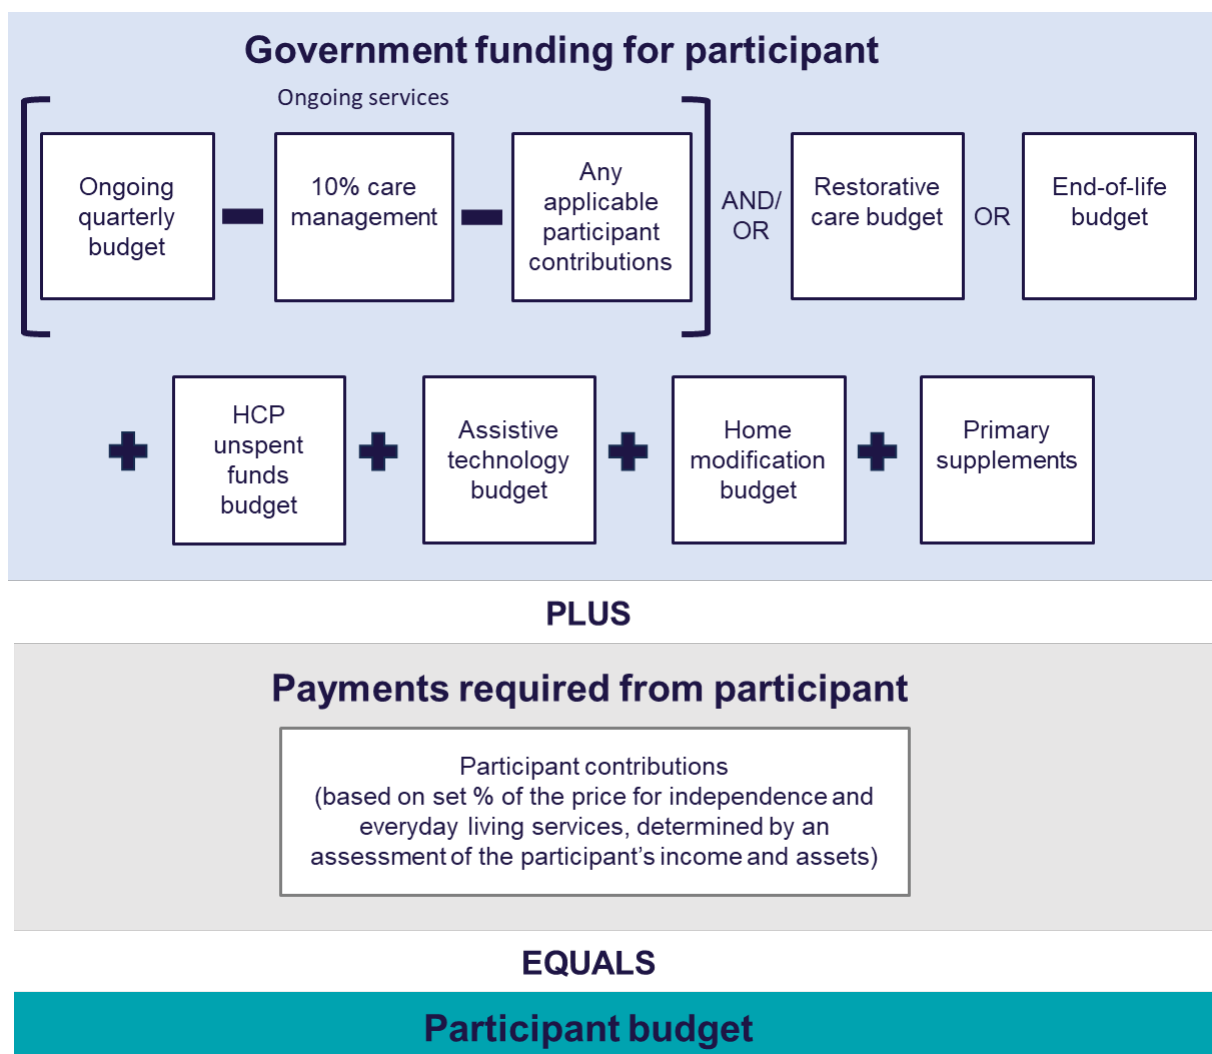 Government funding for participant
Ongoing services
Ongoing
quarterly
budget
10% care
management
Any
applicable
participant
contributions
AND/
OR
Restorative
care budget
OR
End-of-life
budget
HCP
unspent
funds
budget
Assistive
technology
budget
Home
modification
budget
Primary
supplements
PLUS
Payments required from participant
Participant contributions
(based on set % of the price for independence and
everyday living services, determined by an
assessment of the participant’s income and assets)
EQUALS
Participant budget